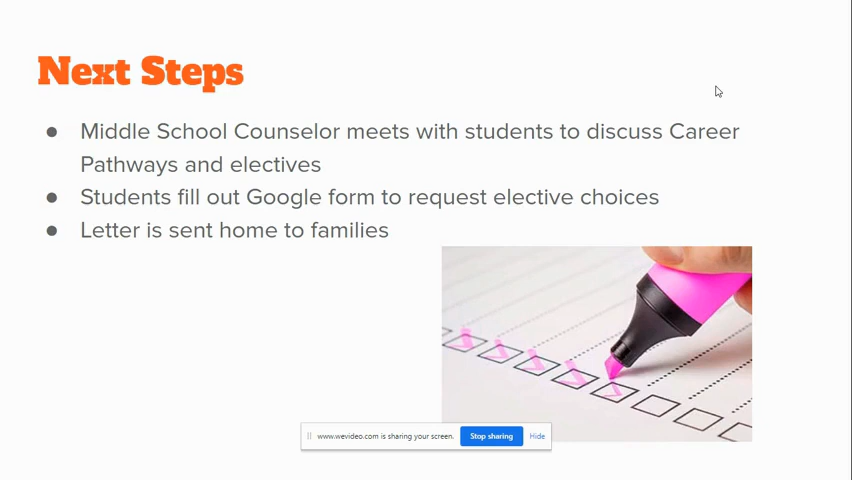 Next Steps
● Middle School Counselor meets with students to discuss Career
Pathways and electives
● Students fill out Google form to request elective choices
● Letter is sent home to families
www.wevideo.com is sharing your screen. Stop sharing Hide